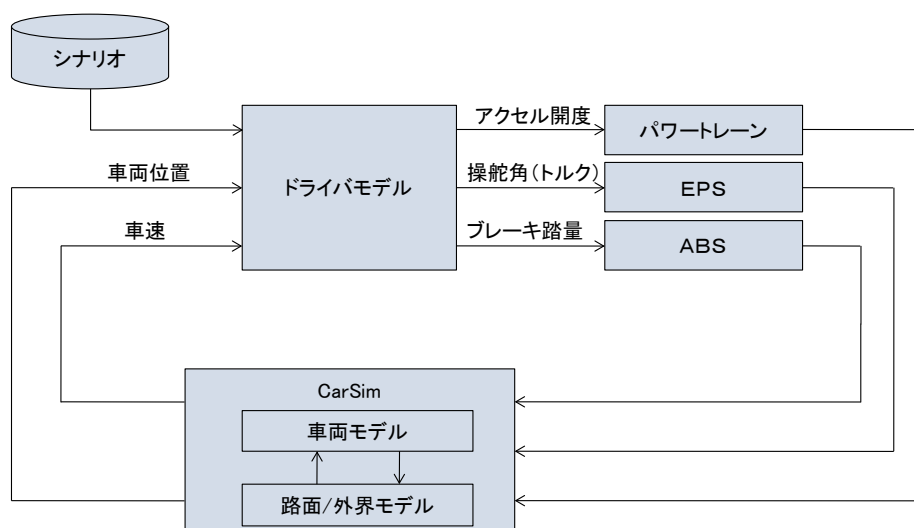 シナリオ
アクセル開度
パワートレーン
車両位置
ドライバモデル
操舵角(トルク)
EPS
車速
ブレーキ踏量
ABS
CarSim
車両モデル
路面/外界モデル